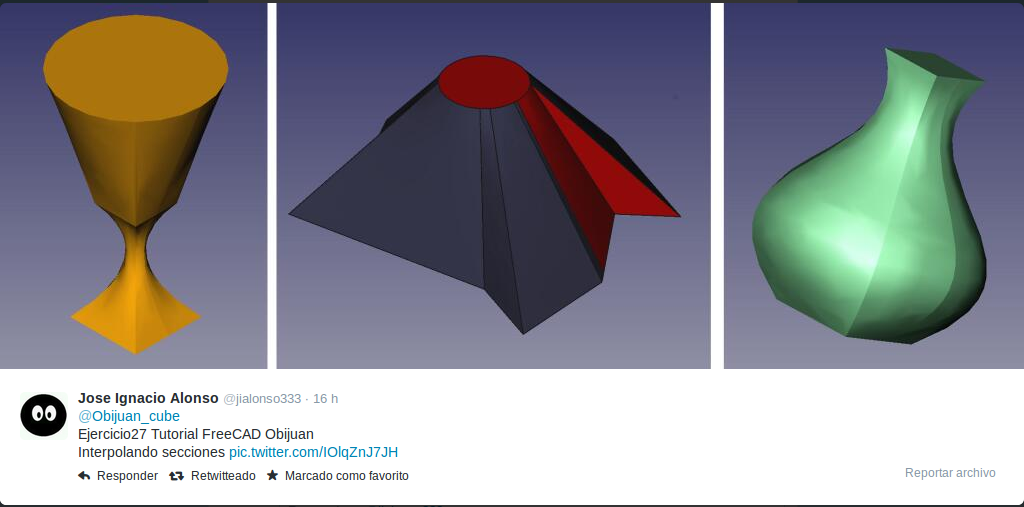 Jose Ignacio Alonso @jialonso333 · 16 h
@Obijuan_cube
Ejercicio27 Tutorial FreeCAD Obijuan
Interpolando secciones pic.twitter.com/IOlqZnJ7JH
Responder Retwitteado Marcado como favorito
Reportar archivo